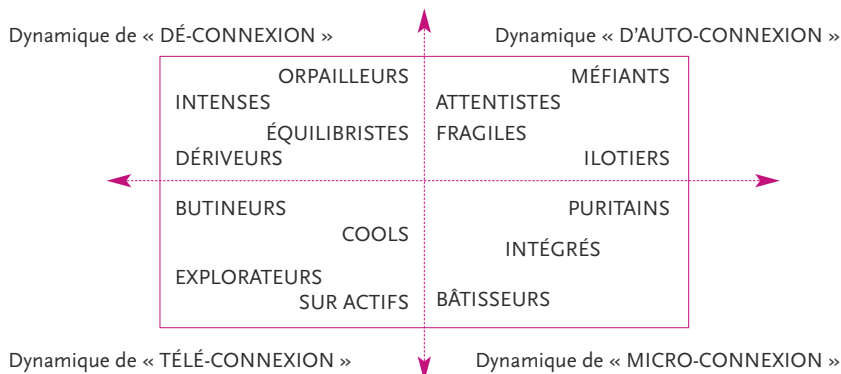 Dynamique de « DÉ-CONNEXION »
Dynamique « D'AUTO-CONNEXION »
ORPAILLEURS
MÉFIANTS
INTENSES
ATTENTISTES
ÉQUILIBRISTES
FRAGILES
DÉRIVEURS
ILOTIERS
BUTINEURS
PURITAINS
COOLS
INTÉGRÉS
EXPLORATEURS
SUR ACTIFS
BÂTISSEURS
Dynamique de « TÉLÉ-CONNEXION »
Dynamique de « MICRO-CONNEXION »